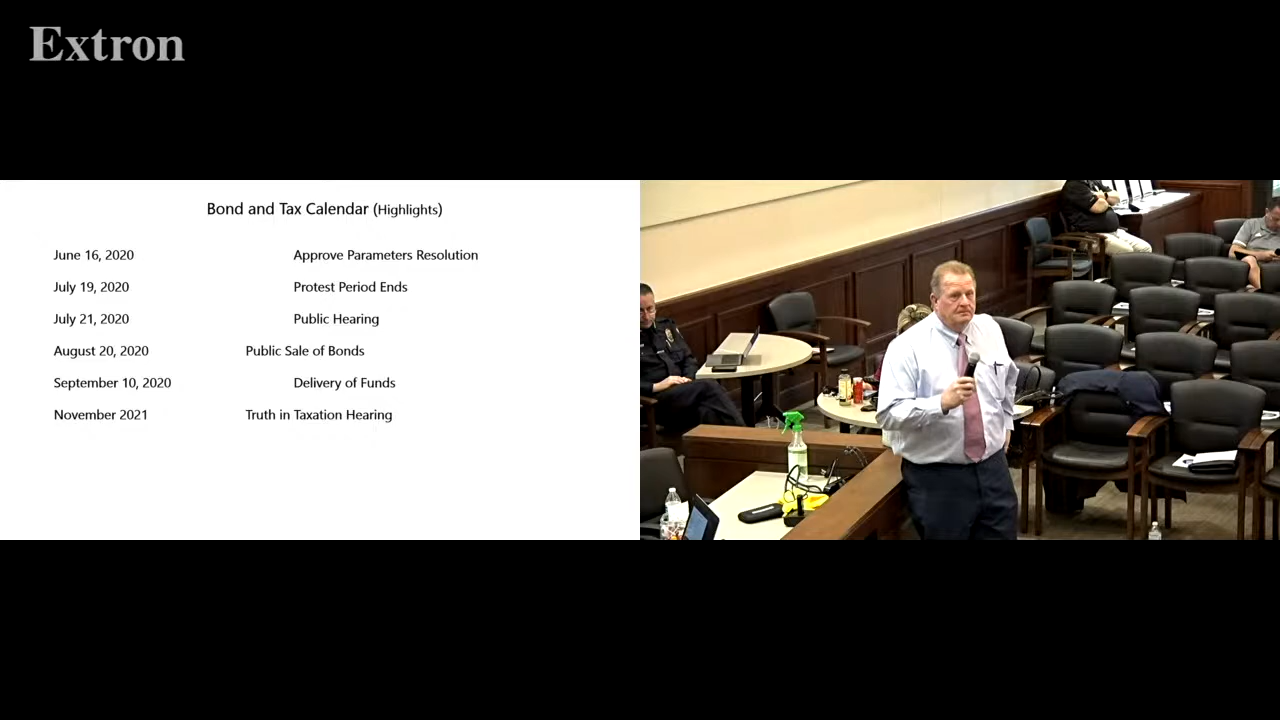 Extron
Bond and Tax Calendar (Highlights)
June 16, 2020 Approve Parameters Resolution
July 19, 2020 Protest Period Ends
July 21, 2020 Public Hearing
August 20, 2020 Public Sale of Bonds
September 10, 2020 Delivery of Funds
November 2021 Truth in Taxation Hearing